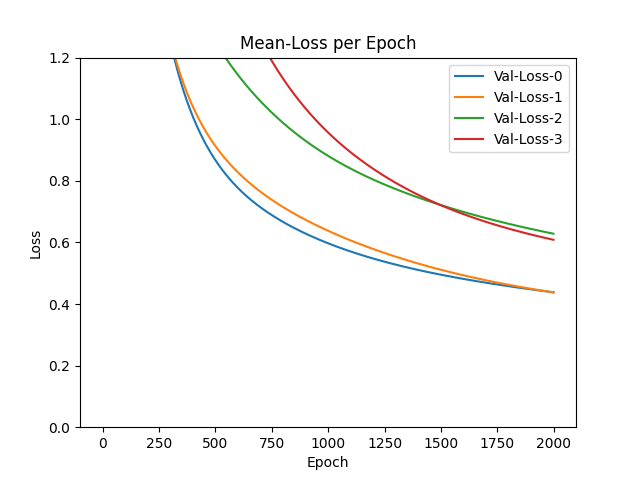 Mean-Loss per Epoch
Val-Loss-0
Val-Loss-1
Val-Loss-2
Val-Loss-3
Loss
1.2
1.0
0.8
0.6
0.4
0.2
0.0
0 250 500 750 1000 1250 1500 1750 2000
Epoch